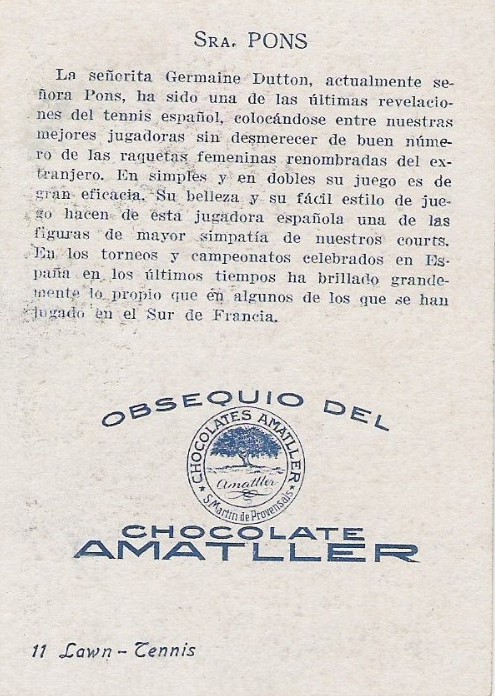 SRA. PONS
La señorita Germaine Dutton, actualmente se-
ñora Pons, ha sido una de las últimas revelacio-
nes del tennis español, colocándose entre nuestras
mejores jugadoras sin desmerecer de buen núme-
ro de las raquetas femeninas renombradas del ex-
tranjero. En simples y en dobles su juego es de
gran eficacia. Su belleza y su fácil estilo de jue-
go hacen de esta jugadora española una de las
figuras de mayor simpatía de nuestros courts.
En los torneos y campeonatos celebrados en Es-
paña en los últimos tiempos ha brillado grande-
mente lo propio que en algunos de los que se han
jugado en el Sur de Francia.
OBSEQUIO DEL
CHOCOLATES AMATLLER
Amatller
S. Martin de Provensals
CHOCOLATE
AMATLLER
11 Lawn-Tennis